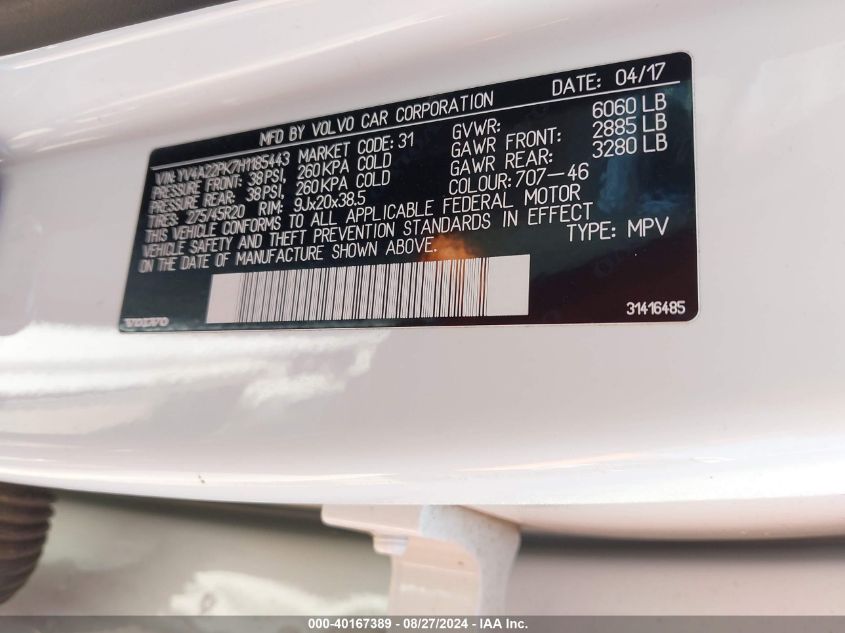 MFD BY VOLVO CAR CORPORATION DATE: 04/17
VIN: YV4A22PK7H1185443 MARKET CODE: 31 GVWR: 6060 LB
PRESSURE FRONT: 38 PSI, 260 KPA COLD GAWR FRONT: 2885 LB
PRESSURE REAR: 38 PSI, 260 KPA COLD GAWR REAR: 3280 LB
TIRES: 275/45R20 RIM: 9Jx20x38.5 COLOUR: 707-46
THIS VEHICLE CONFORMS TO ALL APPLICABLE FEDERAL MOTOR
VEHICLE SAFETY AND THEFT PREVENTION STANDARDS IN EFFECT
ON THE DATE OF MANUFACTURE SHOWN ABOVE. TYPE: MPV
VOLVO 31416485
000-40167389 - 08/27/2024 - IAA Inc.